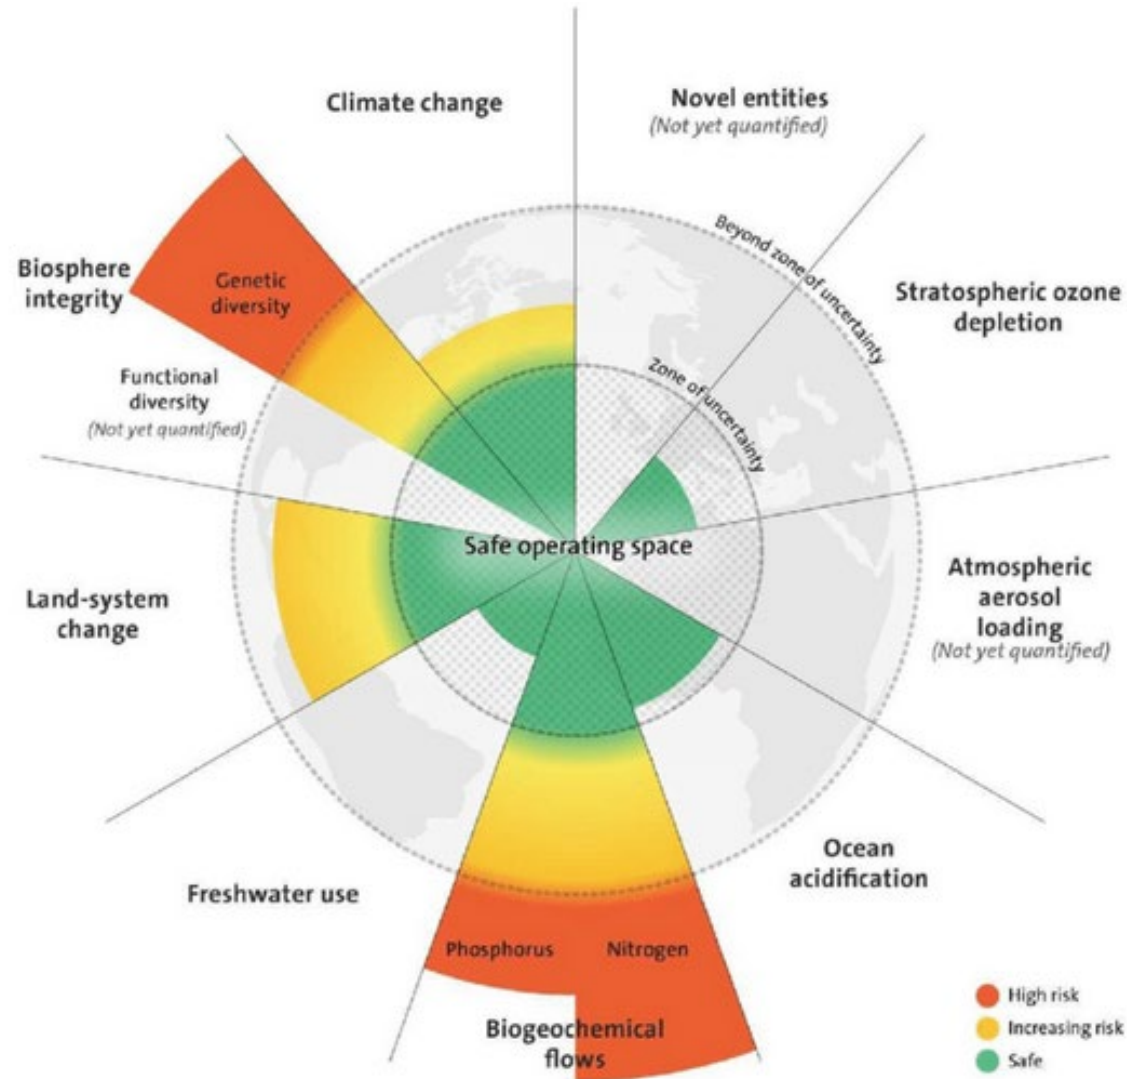 Climate change
Novel entities
(Not yet quantified)
Biosphere
integrity
Genetic
diversity
Functional
diversity
(Not yet quantified)
Beyond zone of uncertainty
Zone of uncertainty
Stratospheric ozone
depletion
Safe operating space
Land-system
change
Atmospheric
aerosol
loading
(Not yet quantified)
Freshwater use
Ocean
acidification
Phosphorus
Nitrogen
Biogeochemical
flows
High risk
Increasing risk
Safe